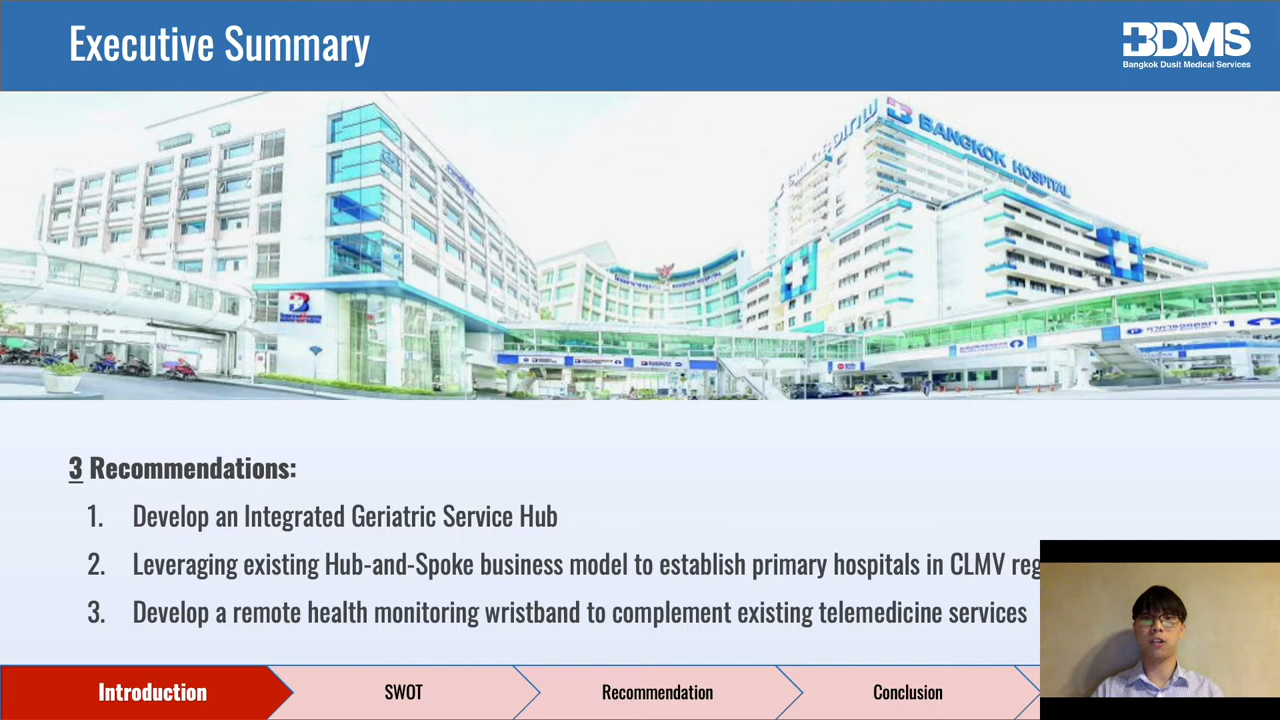 Executive Summary
BDMS
Bangkok Dusit Medical Services
BANGKOK HOSPITAL
3 Recommendations:
1. Develop an Integrated Geriatric Service Hub
2. Leveraging existing Hub-and-Spoke business model to establish primary hospitals in CLMV reg
3. Develop a remote health monitoring wristband to complement existing telemedicine services
Introduction
SWOT
Recommendation
Conclusion